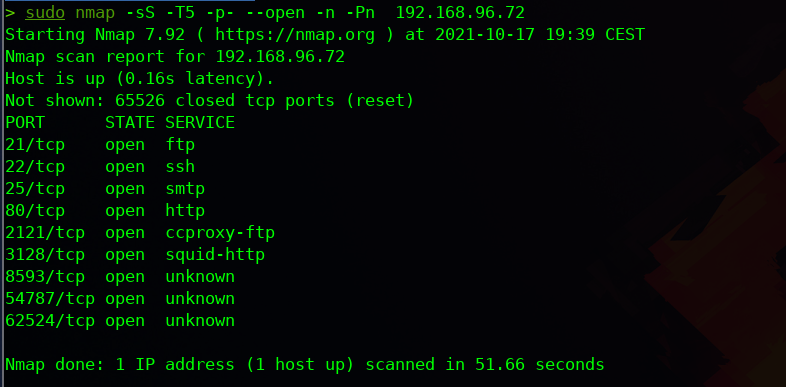 > sudo nmap -sS -T5 -p- --open -n -Pn  192.168.96.72
Starting Nmap 7.92 ( https://nmap.org ) at 2021-10-17 19:39 CEST
Nmap scan report for 192.168.96.72
Host is up (0.16s latency).
Not shown: 65526 closed tcp ports (reset)
PORT      STATE SERVICE
21/tcp    open  ftp
22/tcp    open  ssh
25/tcp    open  smtp
80/tcp    open  http
2121/tcp  open  ccproxy-ftp
3128/tcp  open  squid-http
8593/tcp  open  unknown
54787/tcp open  unknown
62524/tcp open  unknown
Nmap done: 1 IP address (1 host up) scanned in 51.66 seconds